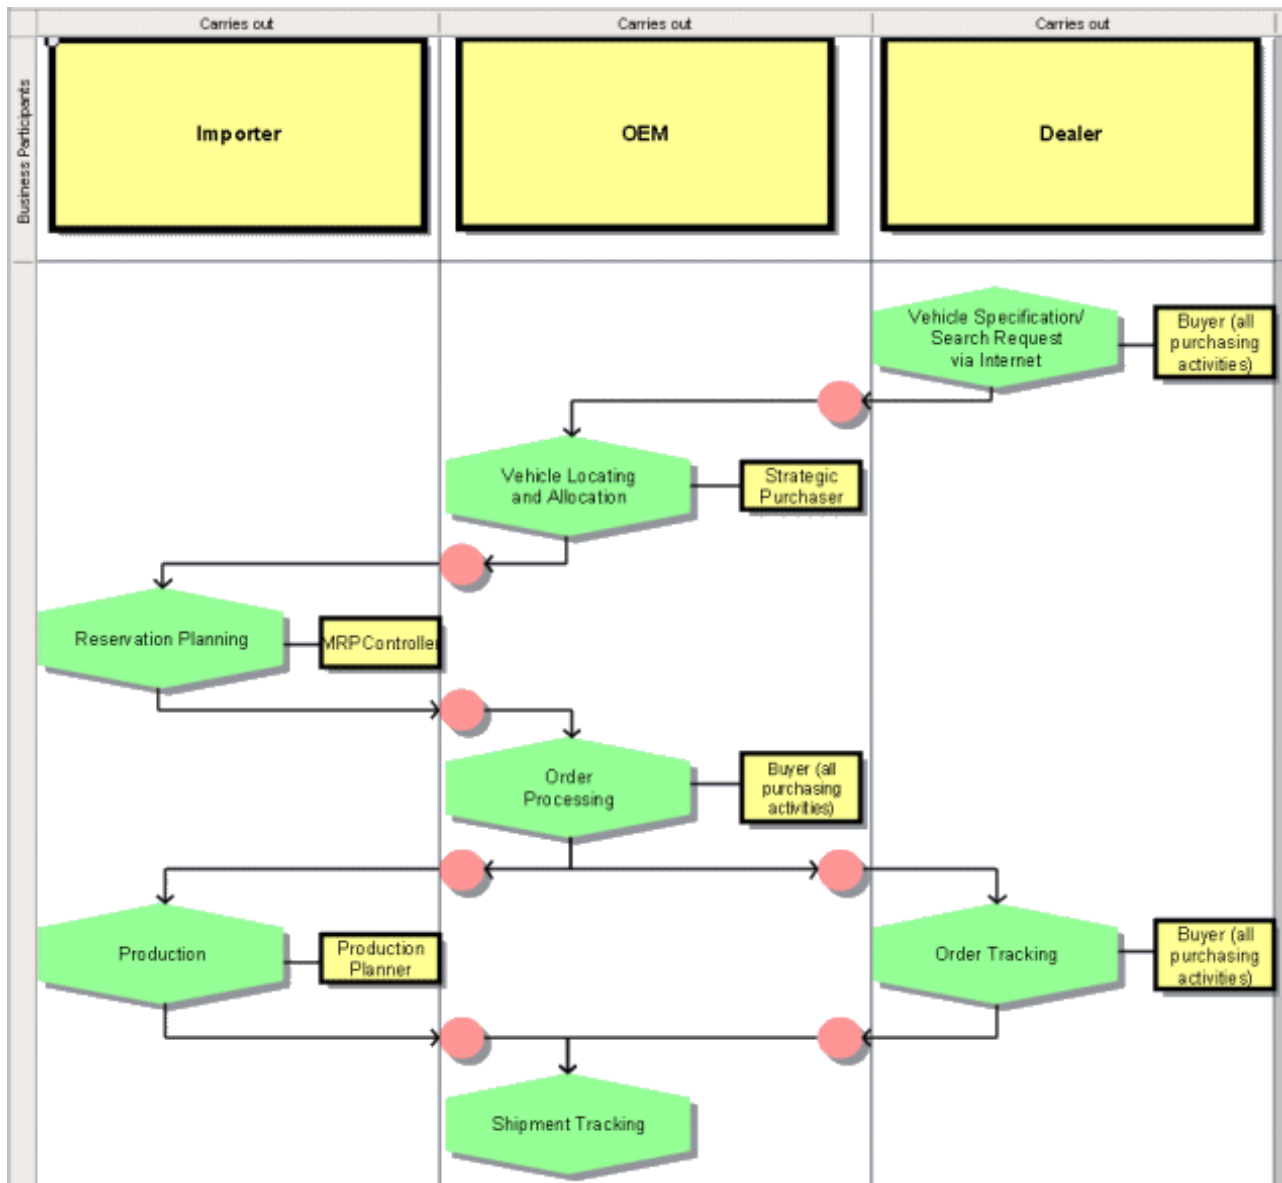 Carries out
Carries out
Carries out
Business Participants
Importer
OEM
Dealer
Vehicle Specification/
Search Request
via Internet
Buyer (all
purchasing
activities)
Vehicle Locating
and Allocation
Strategic
Purchaser
Reservation Planning
MRPController
Order
Processing
Buyer (all
purchasing
activities)
Production
Production
Planner
Order Tracking
Buyer (all
purchasing
activities)
Shipment Tracking